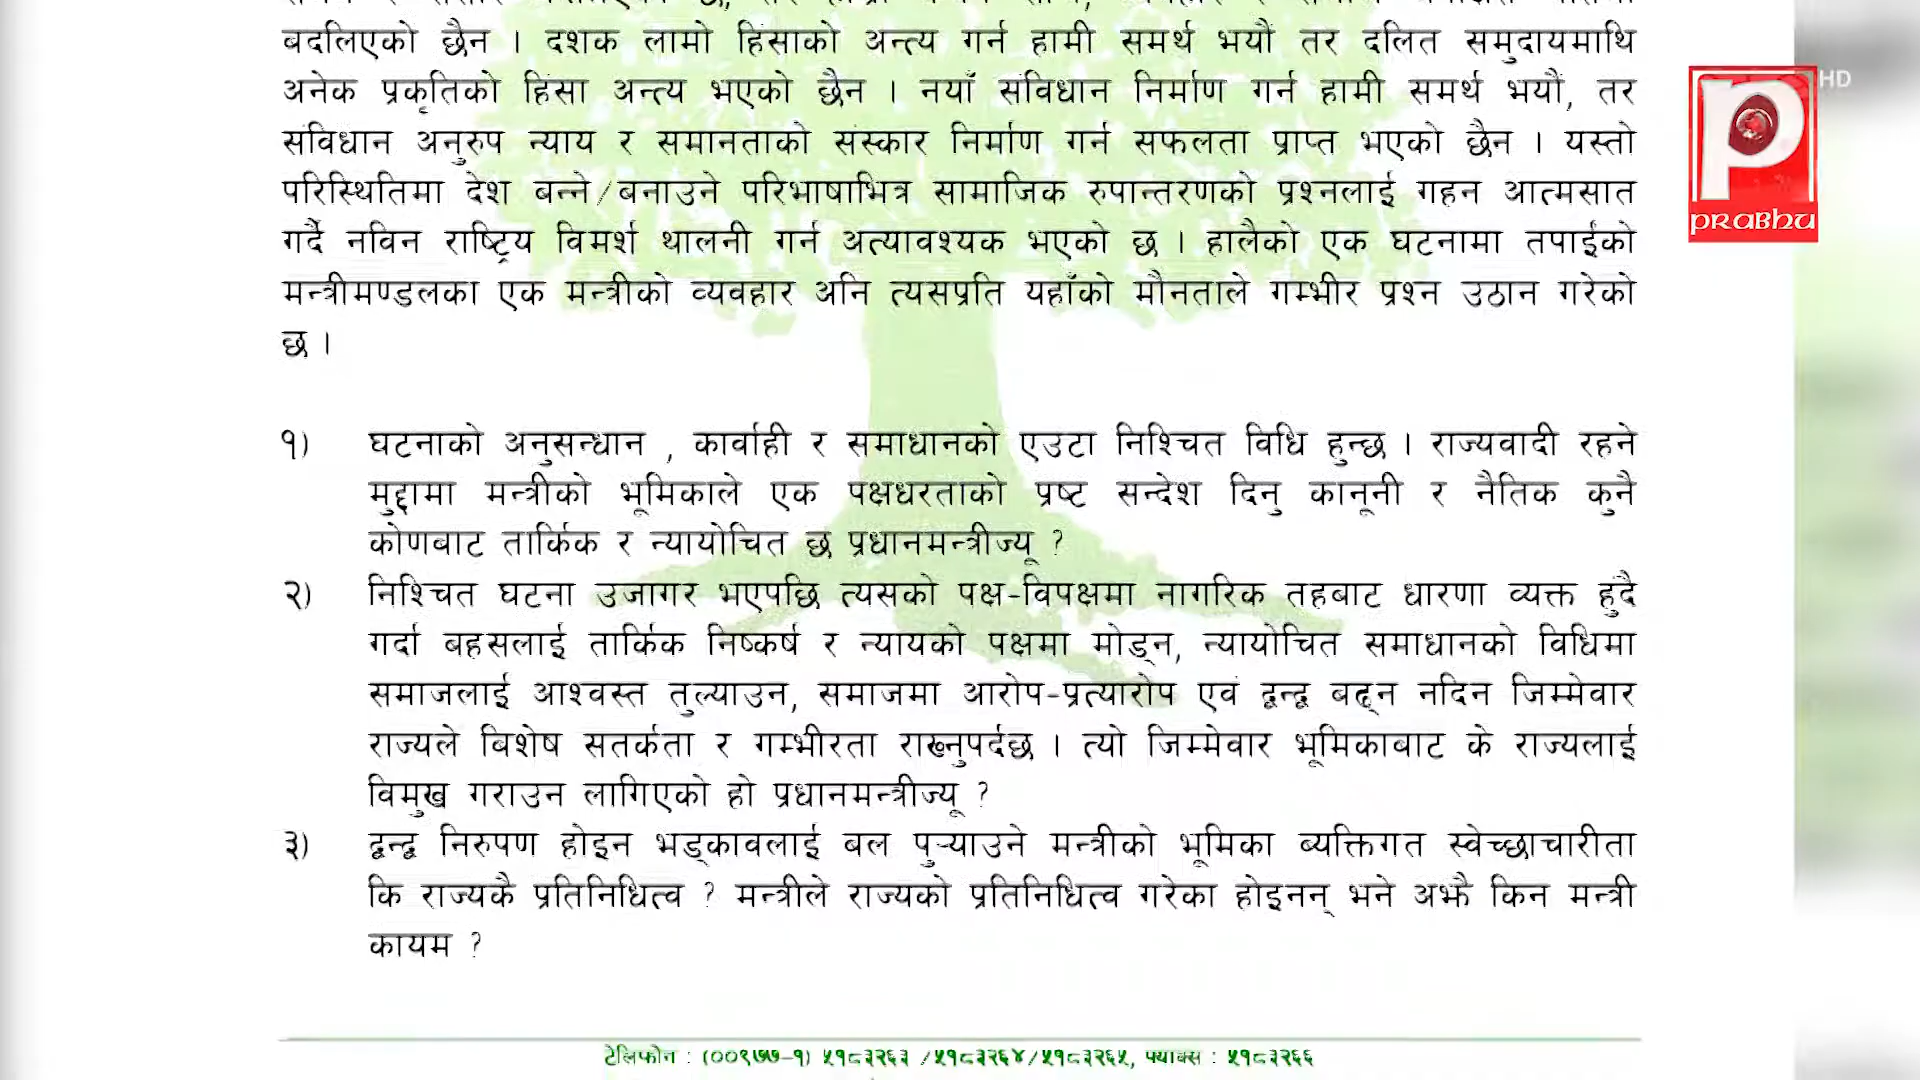 बदलिएको छैन । दशक लामो हिंसाको अन्त्य गर्न हामी समर्थ भयौं तर दलित समुदायमाथि
अनेक प्रकृतिको हिंसा अन्त्य भएको छैन । नयाँ संविधान निर्माण गर्न हामी समर्थ भयौं, तर
संविधान अनुरुप न्याय र समानताको संस्कार निर्माण गर्न सफलता प्राप्त भएको छैन । यस्तो
परिस्थितिमा देश बन्ने/बनाउने परिभाषाभित्र सामाजिक रुपान्तरणको प्रश्नलाई गहन आत्मसात
गर्दै नविन राष्ट्रिय विमर्श थालनी गर्न अत्यावश्यक भएको छ । हालैको एक घटनामा तपाईंको
मन्त्रीमण्डलका एक मन्त्रीको व्यवहार अनि त्यसप्रति यहाँको मौनताले गम्भीर प्रश्न उठान गरेको
छ ।
१) घटनाको अनुसन्धान , कार्वाही र समाधानको एउटा निश्चित विधि हुन्छ । राज्यवादी रहने
मुद्दामा मन्त्रीको भूमिकाले एक पक्षधरताको प्रष्ट सन्देश दिनु कानूनी र नैतिक कुनै
कोणबाट तार्किक र न्यायोचित छ प्रधानमन्त्रीज्यू ?
२) निश्चित घटना उजागर भएपछि त्यसको पक्ष-विपक्षमा नागरिक तहबाट धारणा व्यक्त हुंदै
गर्दा बहसलाई तार्किक निष्कर्ष र न्यायको पक्षमा मोड्न, न्यायोचित समाधानको विधिमा
समाजलाई आश्वस्त तुल्याउन, समाजमा आरोप-प्रत्यारोप एवं द्वन्द्व बढ्न नदिन जिम्मेवार
राज्यले विशेष सतर्कता र गम्भीरता राख्नुपर्दछ । त्यो जिम्मेवार भूमिकाबाट के राज्यलाई
विमुख गराउन लागिएको हो प्रधानमन्त्रीज्यू ?
३) द्वन्द्व निरुपण होइन भड्कावलाई बल पुऱ्याउने मन्त्रीको भूमिका ब्यक्तिगत स्वेच्छाचारीता
कि राज्यकै प्रतिनिधित्व ? मन्त्रीले राज्यको प्रतिनिधित्व गरेका होइनन् भने अझै किन मन्त्री
कायम ?
टेलिफोन : (००९७७-१) ५१८३२६३ /५१८३२६४/५१८३२६५, फ्याक्स : ५१८३२६६
HD
PRABHU